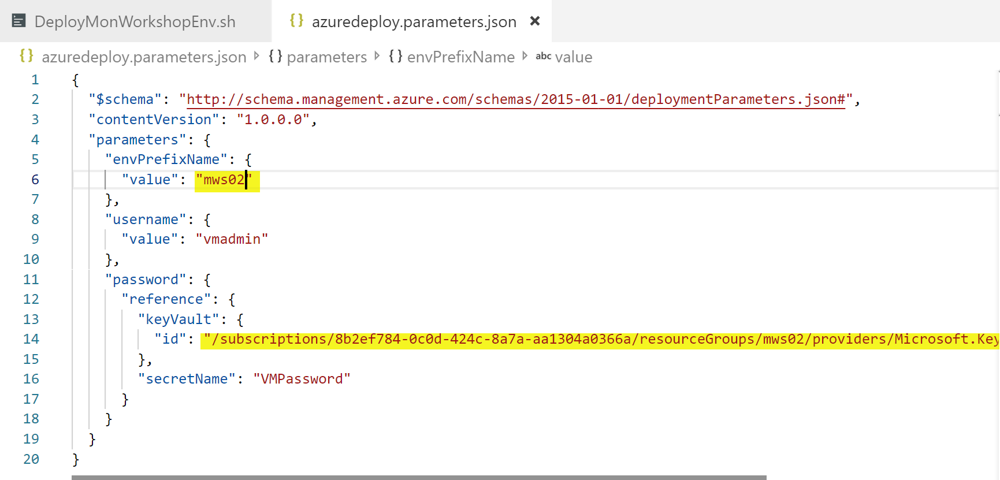 DeployMonWorkshopEnv.sh
{} azuredeploy.parameters.json ×
{} azuredeploy.parameters.json ▷ {} parameters ▷ {} envPrefixName ▷ abc value
1 {
2 "$schema": "http://schema.management.azure.com/schemas/2015-01-01/deploymentParameters.json#",
3 "contentVersion": "1.0.0.0",
4 "parameters": {
5 "envPrefixName": {
6 "value": "mws02"
7 },
8 "username": {
9 "value": "vmadmin"
10 },
11 "password": {
12 "reference": {
13 "keyVault": {
14 "id": "/subscriptions/8b2ef784-0c0d-424c-8a7a-aa1304a0366a/resourceGroups/mws02/providers/Microsoft.Key
15 },
16 "secretName": "VMPassword"
17 }
18 }
19 }
20 }